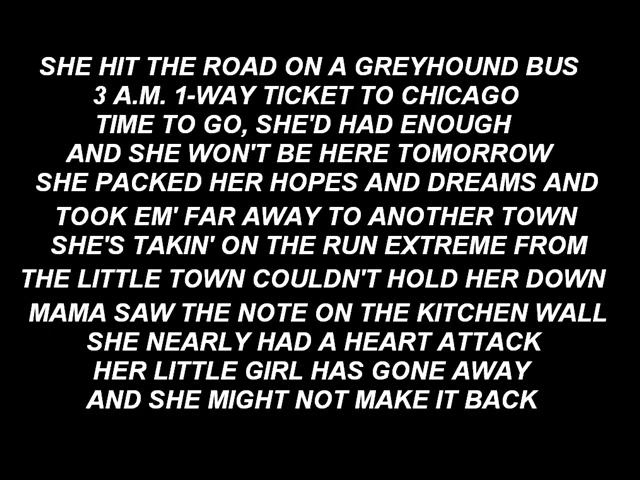 SHE HIT THE ROAD ON A GREYHOUND BUS
3 A.M. 1-WAY TICKET TO CHICAGO
TIME TO GO, SHE'D HAD ENOUGH
AND SHE WON'T BE HERE TOMORROW
SHE PACKED HER HOPES AND DREAMS AND
TOOK EM' FAR AWAY TO ANOTHER TOWN
SHE'S TAKIN' ON THE RUN EXTREME FROM
THE LITTLE TOWN COULDN'T HOLD HER DOWN
MAMA SAW THE NOTE ON THE KITCHEN WALL
SHE NEARLY HAD A HEART ATTACK
HER LITTLE GIRL HAS GONE AWAY
AND SHE MIGHT NOT MAKE IT BACK